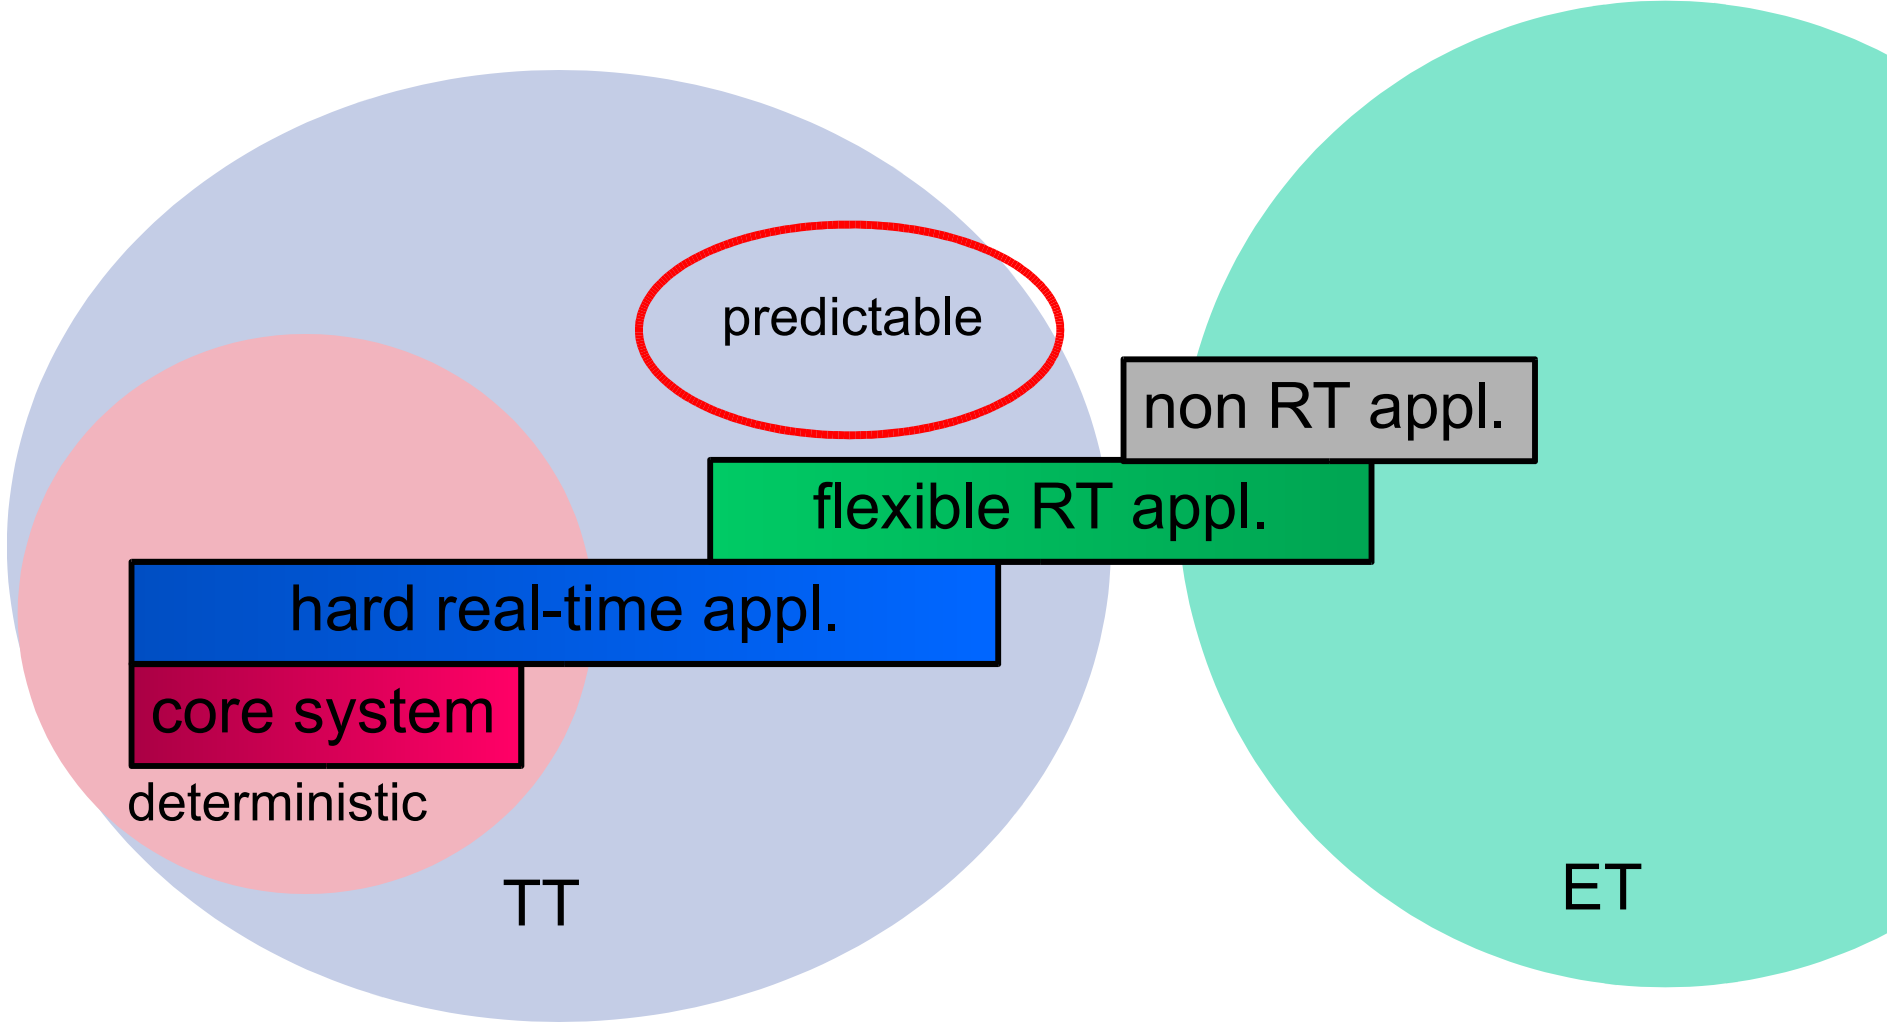 predictable
non RT appl.
flexible RT appl.
hard real-time appl.
core system
deterministic
TT
ET